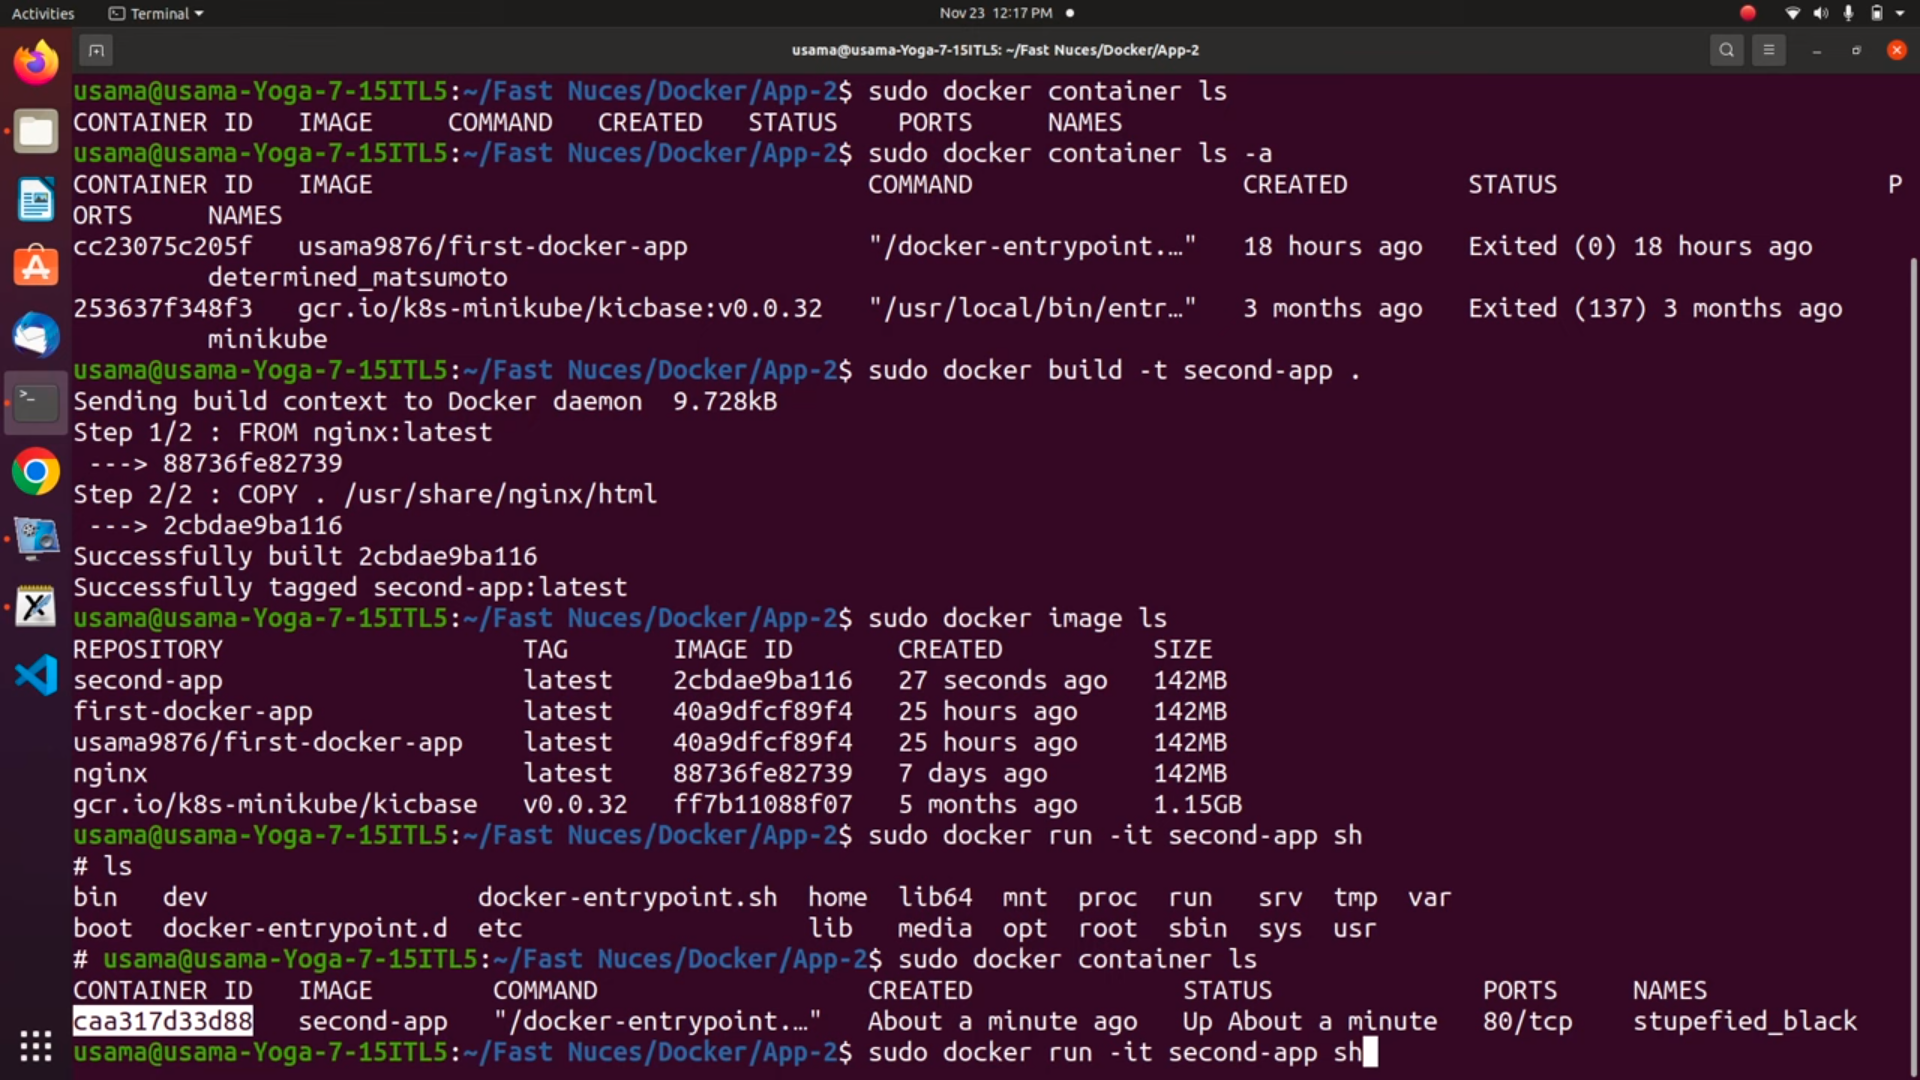 Activities
Terminal
Nov 23 12:17 PM
usama@usama-Yoga-7-15ITL5: ~/Fast Nuces/Docker/App-2
usama@usama-Yoga-7-15ITL5:~/Fast Nuces/Docker/App-2$ sudo docker container ls
CONTAINER ID   IMAGE     COMMAND   CREATED   STATUS    PORTS     NAMES
usama@usama-Yoga-7-15ITL5:~/Fast Nuces/Docker/App-2$ sudo docker container ls -a
CONTAINER ID   IMAGE                                 COMMAND                  CREATED        STATUS                      P
ORTS     NAMES
cc23075c205f   usama9876/first-docker-app            "/docker-entrypoint.…"   18 hours ago   Exited (0) 18 hours ago
         determined_matsumoto
253637f348f3   gcr.io/k8s-minikube/kicbase:v0.0.32   "/usr/local/bin/entr…"   3 months ago   Exited (137) 3 months ago
         minikube
usama@usama-Yoga-7-15ITL5:~/Fast Nuces/Docker/App-2$ sudo docker build -t second-app .
Sending build context to Docker daemon  9.728kB
Step 1/2 : FROM nginx:latest
 ---> 88736fe82739
Step 2/2 : COPY . /usr/share/nginx/html
 ---> 2cbdae9ba116
Successfully built 2cbdae9ba116
Successfully tagged second-app:latest
usama@usama-Yoga-7-15ITL5:~/Fast Nuces/Docker/App-2$ sudo docker image ls
REPOSITORY                    TAG       IMAGE ID       CREATED          SIZE
second-app                    latest    2cbdae9ba116   27 seconds ago   142MB
first-docker-app              latest    40a9dfcf89f4   25 hours ago     142MB
usama9876/first-docker-app    latest    40a9dfcf89f4   25 hours ago     142MB
nginx                         latest    88736fe82739   7 days ago       142MB
gcr.io/k8s-minikube/kicbase   v0.0.32   ff7b11088f07   5 months ago     1.15GB
usama@usama-Yoga-7-15ITL5:~/Fast Nuces/Docker/App-2$ sudo docker run -it second-app sh
# ls
bin   dev                  docker-entrypoint.sh  home  lib64  mnt  proc  run   srv  tmp  var
boot  docker-entrypoint.d  etc                   lib   media  opt  root  sbin  sys  usr
# usama@usama-Yoga-7-15ITL5:~/Fast Nuces/Docker/App-2$ sudo docker container ls
CONTAINER ID   IMAGE        COMMAND                  CREATED              STATUS              PORTS     NAMES
caa317d33d88   second-app   "/docker-entrypoint.…"   About a minute ago   Up About a minute   80/tcp    stupefied_black
usama@usama-Yoga-7-15ITL5:~/Fast Nuces/Docker/App-2$ sudo docker run -it second-app sh